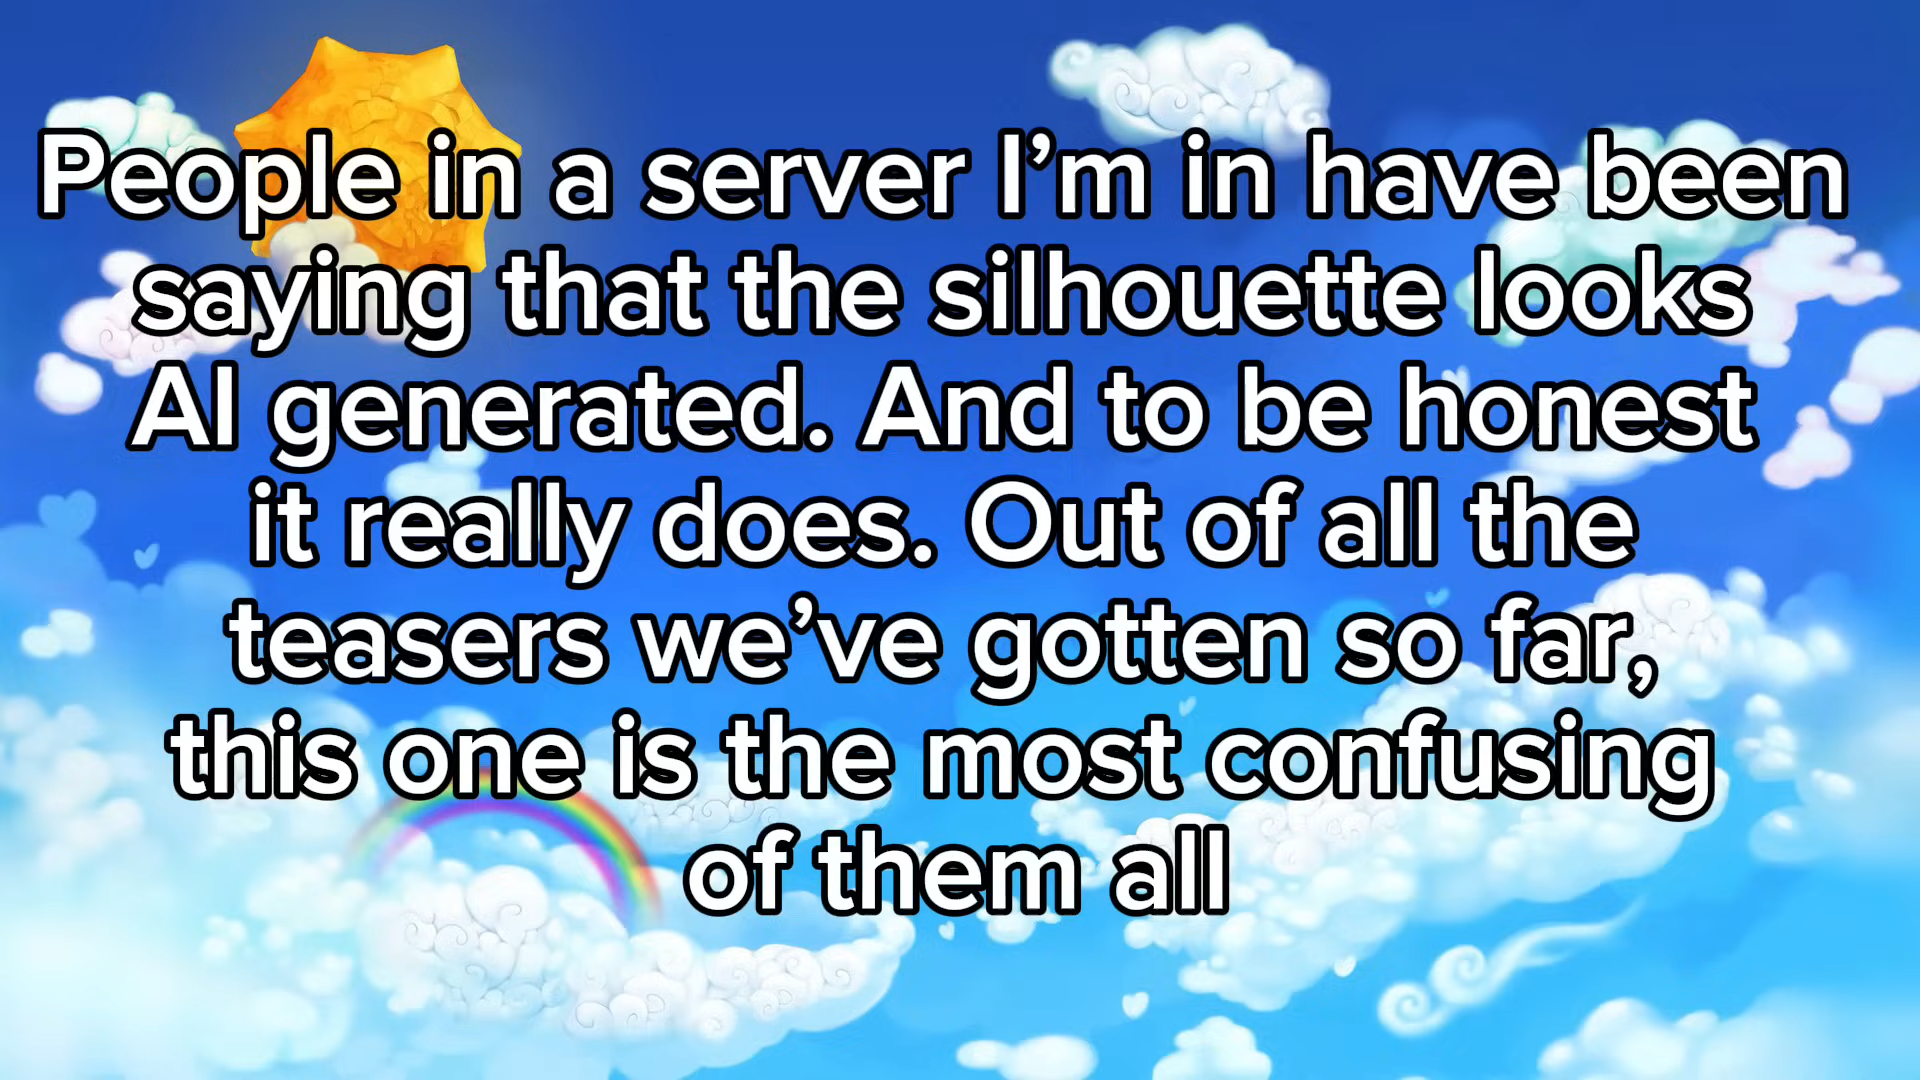 People in a server I’m in have been
saying that the silhouette looks
AI generated. And to be honest
it really does. Out of all the
teasers we’ve gotten so far,
this one is the most confusing
of them all